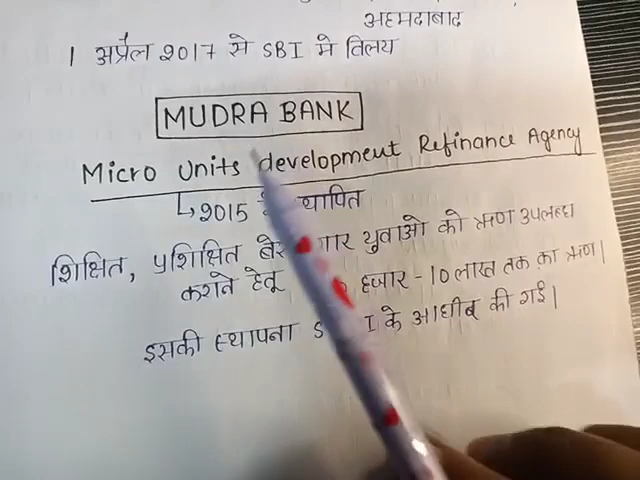 अहमदाबाद
1 अप्रैल 2017 से SBI मे विलय
MUDRA BANK
Micro Units development Refinance Agency
↳ 2015 थापित
शिक्षित, प्रशिक्षित युवाओ को ऋण उपलब्ध
कराने हेतू हजार - 10 लाख तक का ऋण।
इसकी स्थापना S I के आधीन की गई।